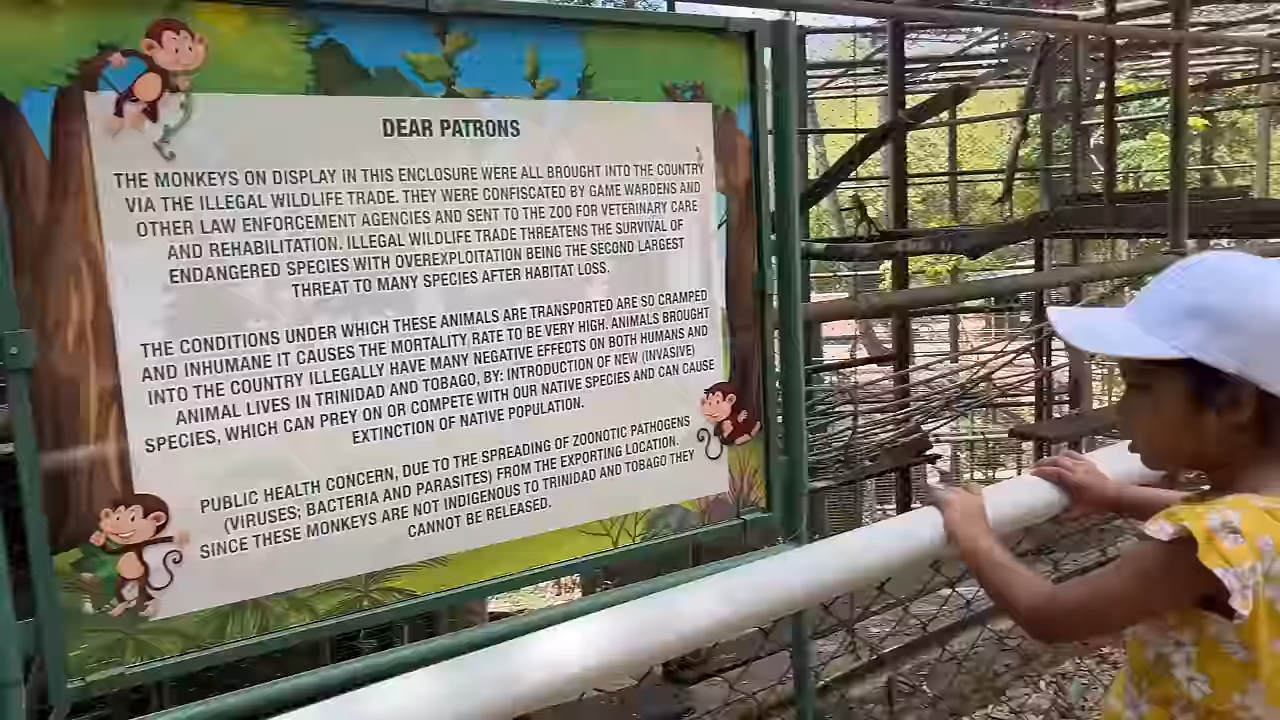 DEAR PATRONS
THE MONKEYS ON DISPLAY IN THIS ENCLOSURE WERE ALL BROUGHT INTO THE COUNTRY
VIA THE ILLEGAL WILDLIFE TRADE. THEY WERE CONFISCATED BY GAME WARDENS AND
OTHER LAW ENFORCEMENT AGENCIES AND SENT TO THE ZOO FOR VETERINARY CARE
AND REHABILITATION. ILLEGAL WILDLIFE TRADE THREATENS THE SURVIVAL OF
ENDANGERED SPECIES WITH OVEREXPLOITATION BEING THE SECOND LARGEST
THREAT TO MANY SPECIES AFTER HABITAT LOSS.
THE CONDITIONS UNDER WHICH THESE ANIMALS ARE TRANSPORTED ARE SO CRAMPED
AND INHUMANE IT CAUSES THE MORTALITY RATE TO BE VERY HIGH. ANIMALS BROUGHT
INTO THE COUNTRY ILLEGALLY HAVE MANY NEGATIVE EFFECTS ON BOTH HUMANS AND
ANIMAL LIVES IN TRINIDAD AND TOBAGO, BY: INTRODUCTION OF NEW (INVASIVE)
SPECIES, WHICH CAN PREY ON OR COMPETE WITH OUR NATIVE SPECIES AND CAN CAUSE
EXTINCTION OF NATIVE POPULATION.
PUBLIC HEALTH CONCERN, DUE TO THE SPREADING OF ZOONOTIC PATHOGENS
(VIRUSES; BACTERIA AND PARASITES) FROM THE EXPORTING LOCATION.
SINCE THESE MONKEYS ARE NOT INDIGENOUS TO TRINIDAD AND TOBAGO THEY
CANNOT BE RELEASED.